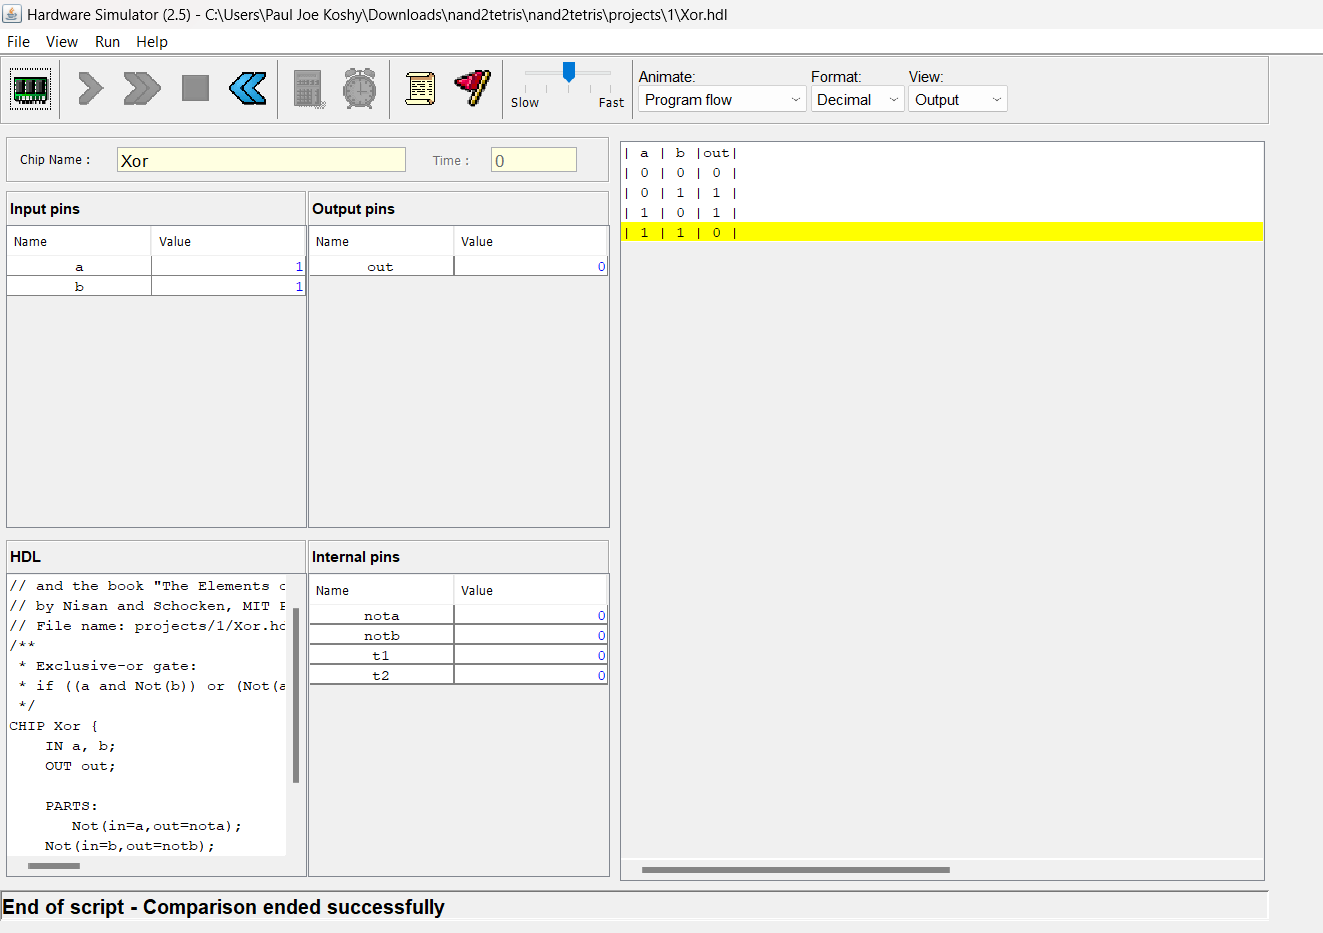 Hardware Simulator (2.5) - C:\Users\Paul Joe Koshy\Downloads\nand2tetris\nand2tetris\projects\1\Xor.hdl
File View Run Help
Slow Fast
Animate: Format: View:
Program flow Decimal Output
Chip Name : Xor Time : 0
Input pins
Name Value
a 1
b 1
Output pins
Name Value
out 0
| a | b |out|
| 0 | 0 | 0 |
| 0 | 1 | 1 |
| 1 | 0 | 1 |
| 1 | 1 | 0 |
HDL
// and the book "The Elements
// by Nisan and Schocken, MIT
// File name: projects/1/Xor.
/**
* Exclusive-or gate:
* if ((a and Not(b)) or (Not(a
*/
CHIP Xor {
IN a, b;
OUT out;
PARTS:
Not(in=a,out=nota);
Not(in=b,out=notb);
Internal pins
Name Value
nota 0
notb 0
t1 0
t2 0
End of script - Comparison ended successfully